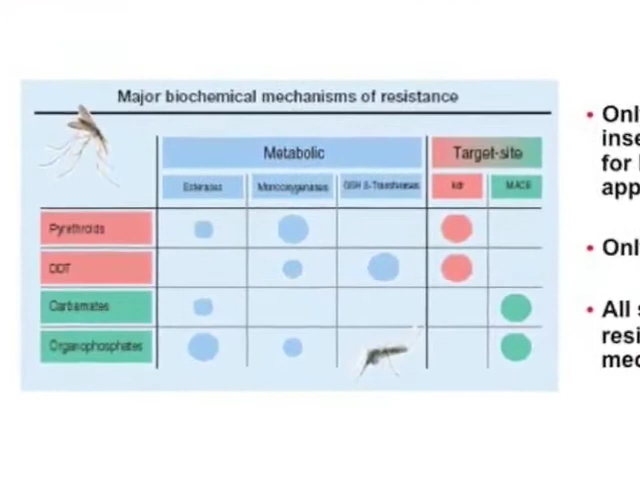 Major biochemical mechanisms of resistance
Metabolic
Target-site
Esterases
Monooxygenases
GSH S-Transferases
kdr
MACE
Pyrethroids
DDT
Carbamates
Organophosphates
• Onl
inse
for
app
• Onl
• All s
resi
med